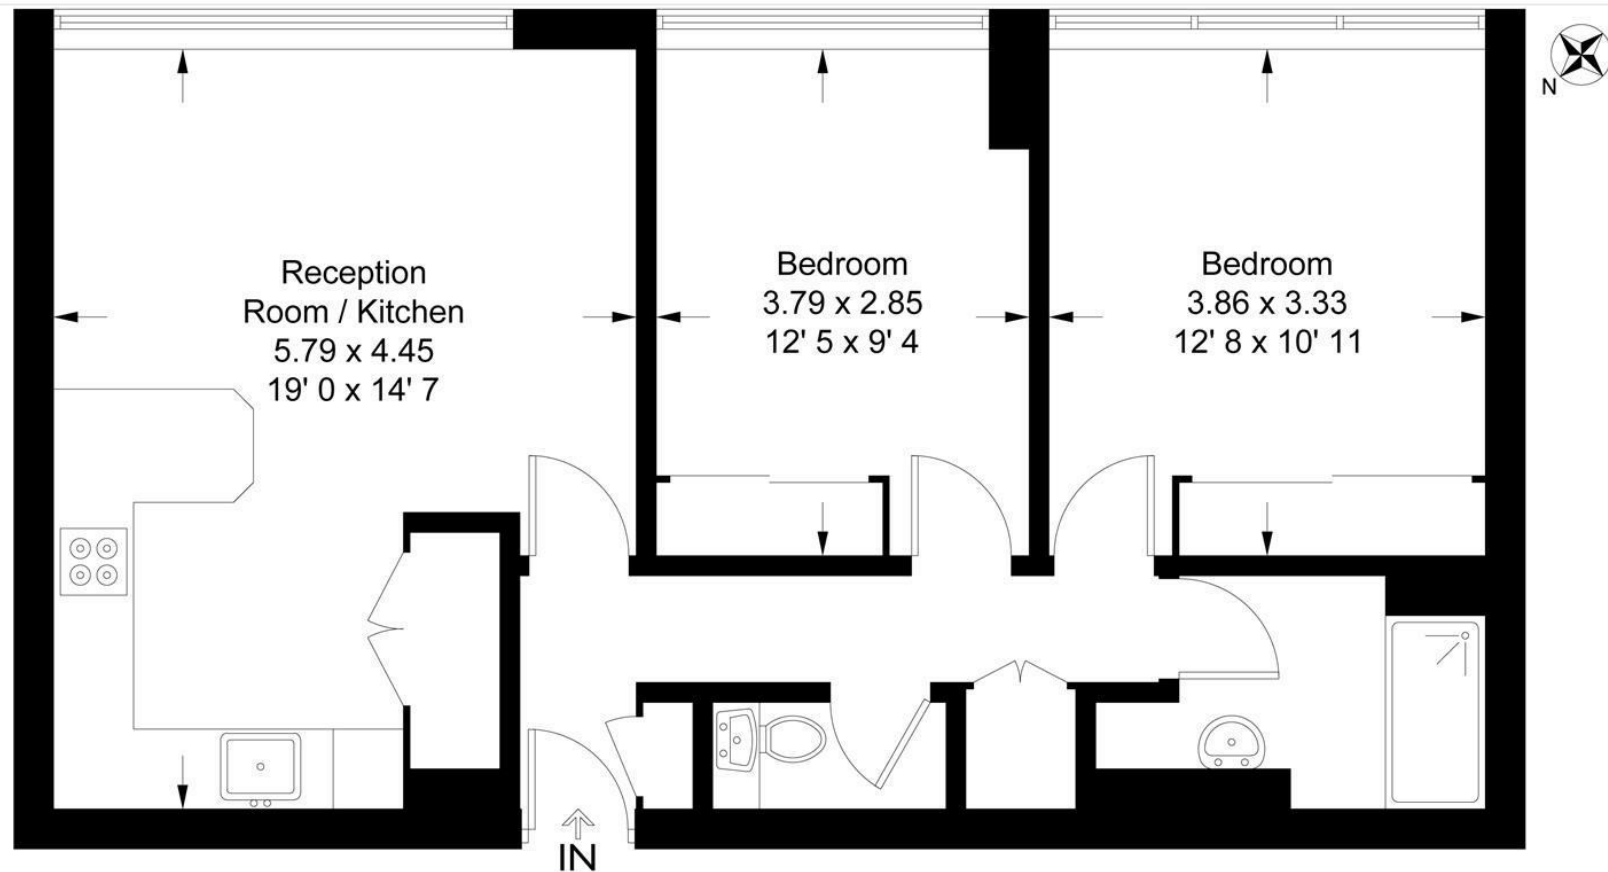 N
Reception
Room / Kitchen
5.79 x 4.45
19' 0 x 14' 7
Bedroom
3.79 x 2.85
12' 5 x 9' 4
Bedroom
3.86 x 3.33
12' 8 x 10' 11
IN